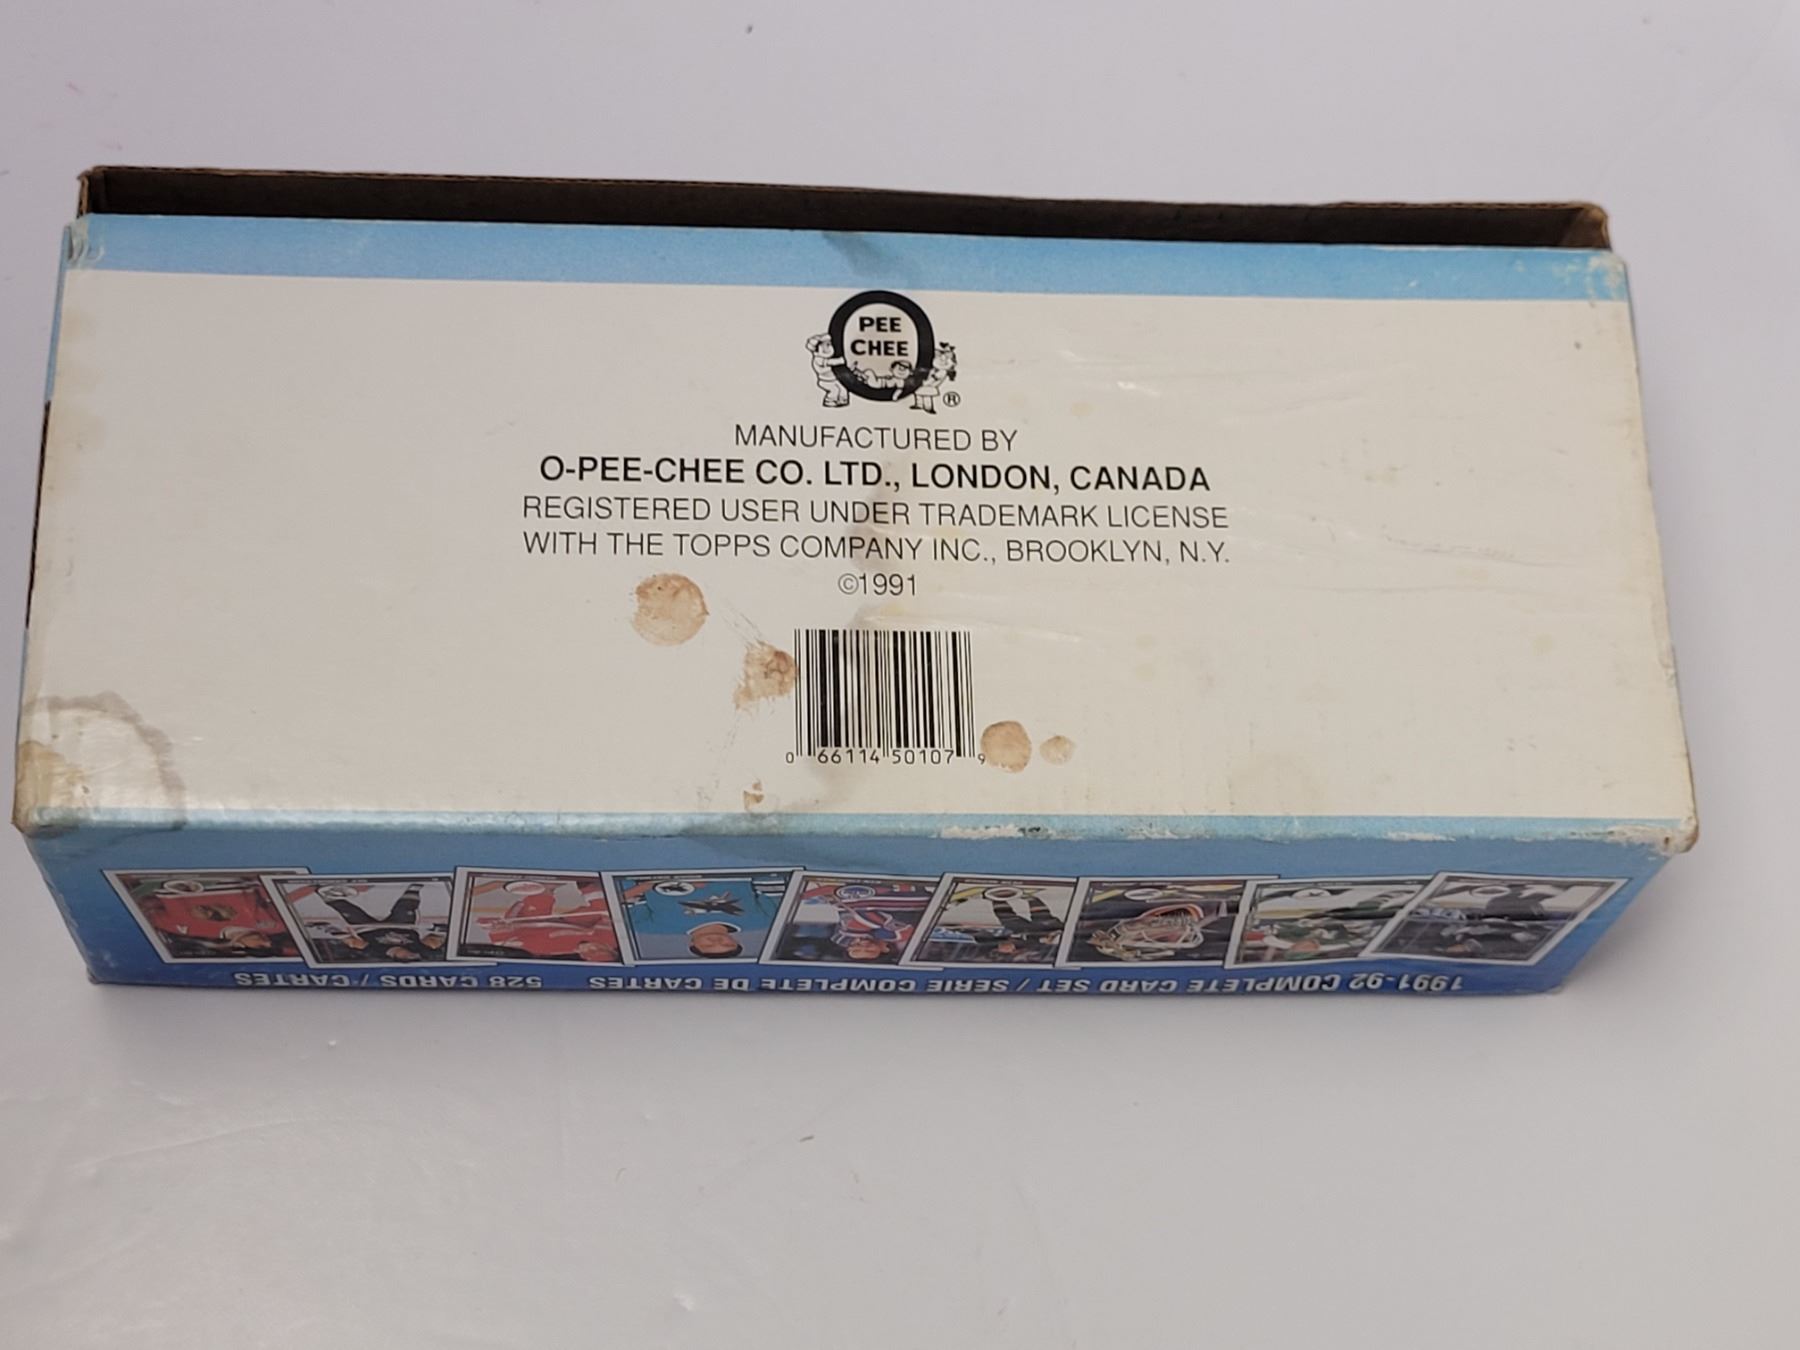 PEE
CHEE
®
MANUFACTURED BY
O-PEE-CHEE CO. LTD., LONDON, CANADA
REGISTERED USER UNDER TRADEMARK LICENSE
WITH THE TOPPS COMPANY INC., BROOKLYN, N.Y.
©1991
0 66114 50107 9
1991-92 COMPLETE CARD SET / SERIE COMPLETE DE CARTES 528 CARDS / CARTES